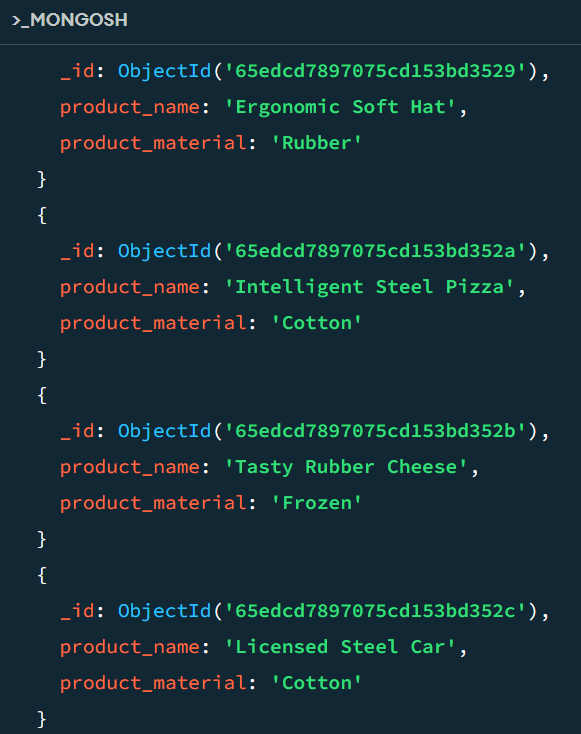 >_MONGOSH
_id: ObjectId('65edcd7897075cd153bd3529'),
product_name: 'Ergonomic Soft Hat',
product_material: 'Rubber'
}
{
_id: ObjectId('65edcd7897075cd153bd352a'),
product_name: 'Intelligent Steel Pizza',
product_material: 'Cotton'
}
{
_id: ObjectId('65edcd7897075cd153bd352b'),
product_name: 'Tasty Rubber Cheese',
product_material: 'Frozen'
}
{
_id: ObjectId('65edcd7897075cd153bd352c'),
product_name: 'Licensed Steel Car',
product_material: 'Cotton'
}